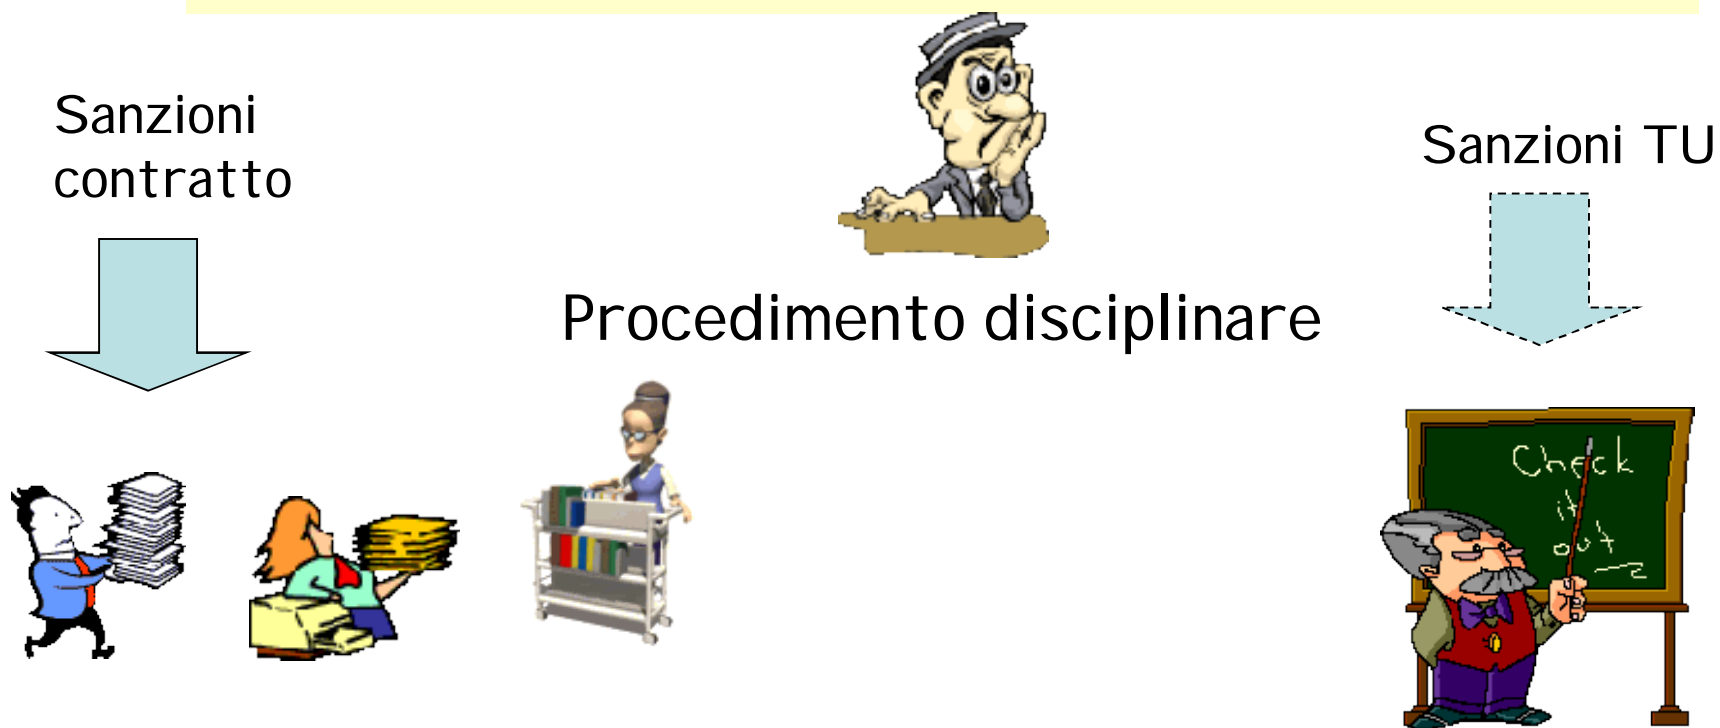 Sanzioni
contratto
Sanzioni TU
Procedimento disciplinare
Check
it
out